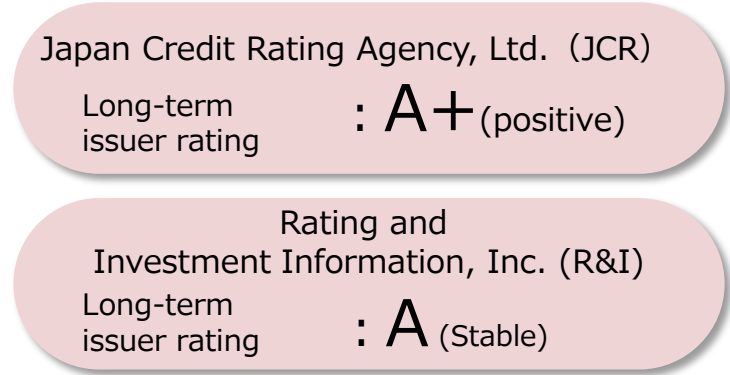 Japan Credit Rating Agency, Ltd.（JCR）
Long-term
issuer rating
: A+(positive)
Rating and
Investment Information, Inc. (R&I)
Long-term
issuer rating
: A (Stable)